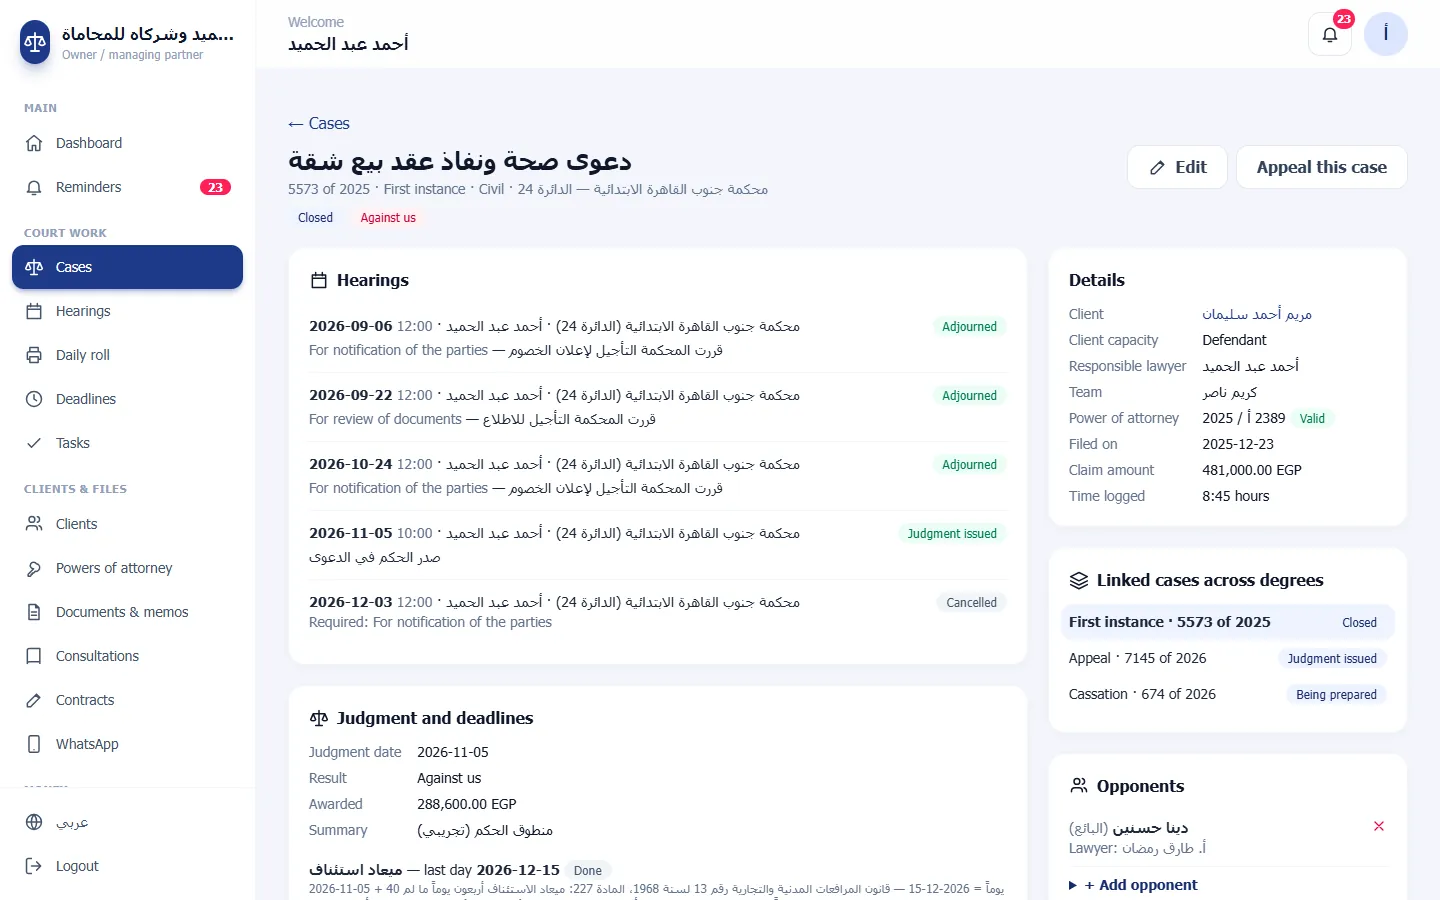 ...ميد وشركاه للمحاماة
Owner / managing partner
MAIN
Dashboard
Reminders 23
COURT WORK
Cases
Hearings
Daily roll
Deadlines
Tasks
CLIENTS & FILES
Clients
Powers of attorney
Documents & memos
Consultations
Contracts
WhatsApp
عربي
Logout
Welcome
أحمد عبد الحميد
23
أ
← Cases
دعوى صحة ونفاذ عقد بيع شقة
5573 of 2025 · First instance · Civil · محكمة جنوب القاهرة الابتدائية — الدائرة 24
Closed Against us
Edit
Appeal this case
Hearings
2026-09-06 12:00 · محكمة جنوب القاهرة الابتدائية (الدائرة 24) · أحمد عبد الحميد Adjourned
For notification of the parties — قررت المحكمة التأجيل لإعلان الخصوم
2026-09-22 12:00 · محكمة جنوب القاهرة الابتدائية (الدائرة 24) · أحمد عبد الحميد Adjourned
For review of documents — قررت المحكمة التأجيل للاطلاع
2026-10-24 12:00 · محكمة جنوب القاهرة الابتدائية (الدائرة 24) · أحمد عبد الحميد Adjourned
For notification of the parties — قررت المحكمة التأجيل لإعلان الخصوم
2026-11-05 10:00 · محكمة جنوب القاهرة الابتدائية (الدائرة 24) · أحمد عبد الحميد Judgment issued
صدر الحكم في الدعوى
2026-12-03 12:00 · محكمة جنوب القاهرة الابتدائية (الدائرة 24) · أحمد عبد الحميد Cancelled
Required: For notification of the parties
Judgment and deadlines
Judgment date 2026-11-05
Result Against us
Awarded 288,600.00 EGP
Summary منطوق الحكم (تجريبي)
ميعاد استئناف — last day 2026-12-15 Done
قانون المرافعات المدنية والتجارية رقم 13 لسنة 1968، المادة 227: ميعاد الاستئناف أربعون يوماً ما لم 2026-11-05 + 40 يوماً = 2026-12-15 —
Details
Client مريم أحمد سليمان
Client capacity Defendant
Responsible lawyer أحمد عبد الحميد
Team كريم ناصر
Power of attorney 2389 أ / 2025 Valid
Filed on 2025-12-23
Claim amount 481,000.00 EGP
Time logged 8:45 hours
Linked cases across degrees
First instance · 5573 of 2025 Closed
Appeal · 7145 of 2026 Judgment issued
Cassation · 674 of 2026 Being prepared
Opponents
دينا حسنين (البائع)
Lawyer: أ. طارق رمضان
+ Add opponent